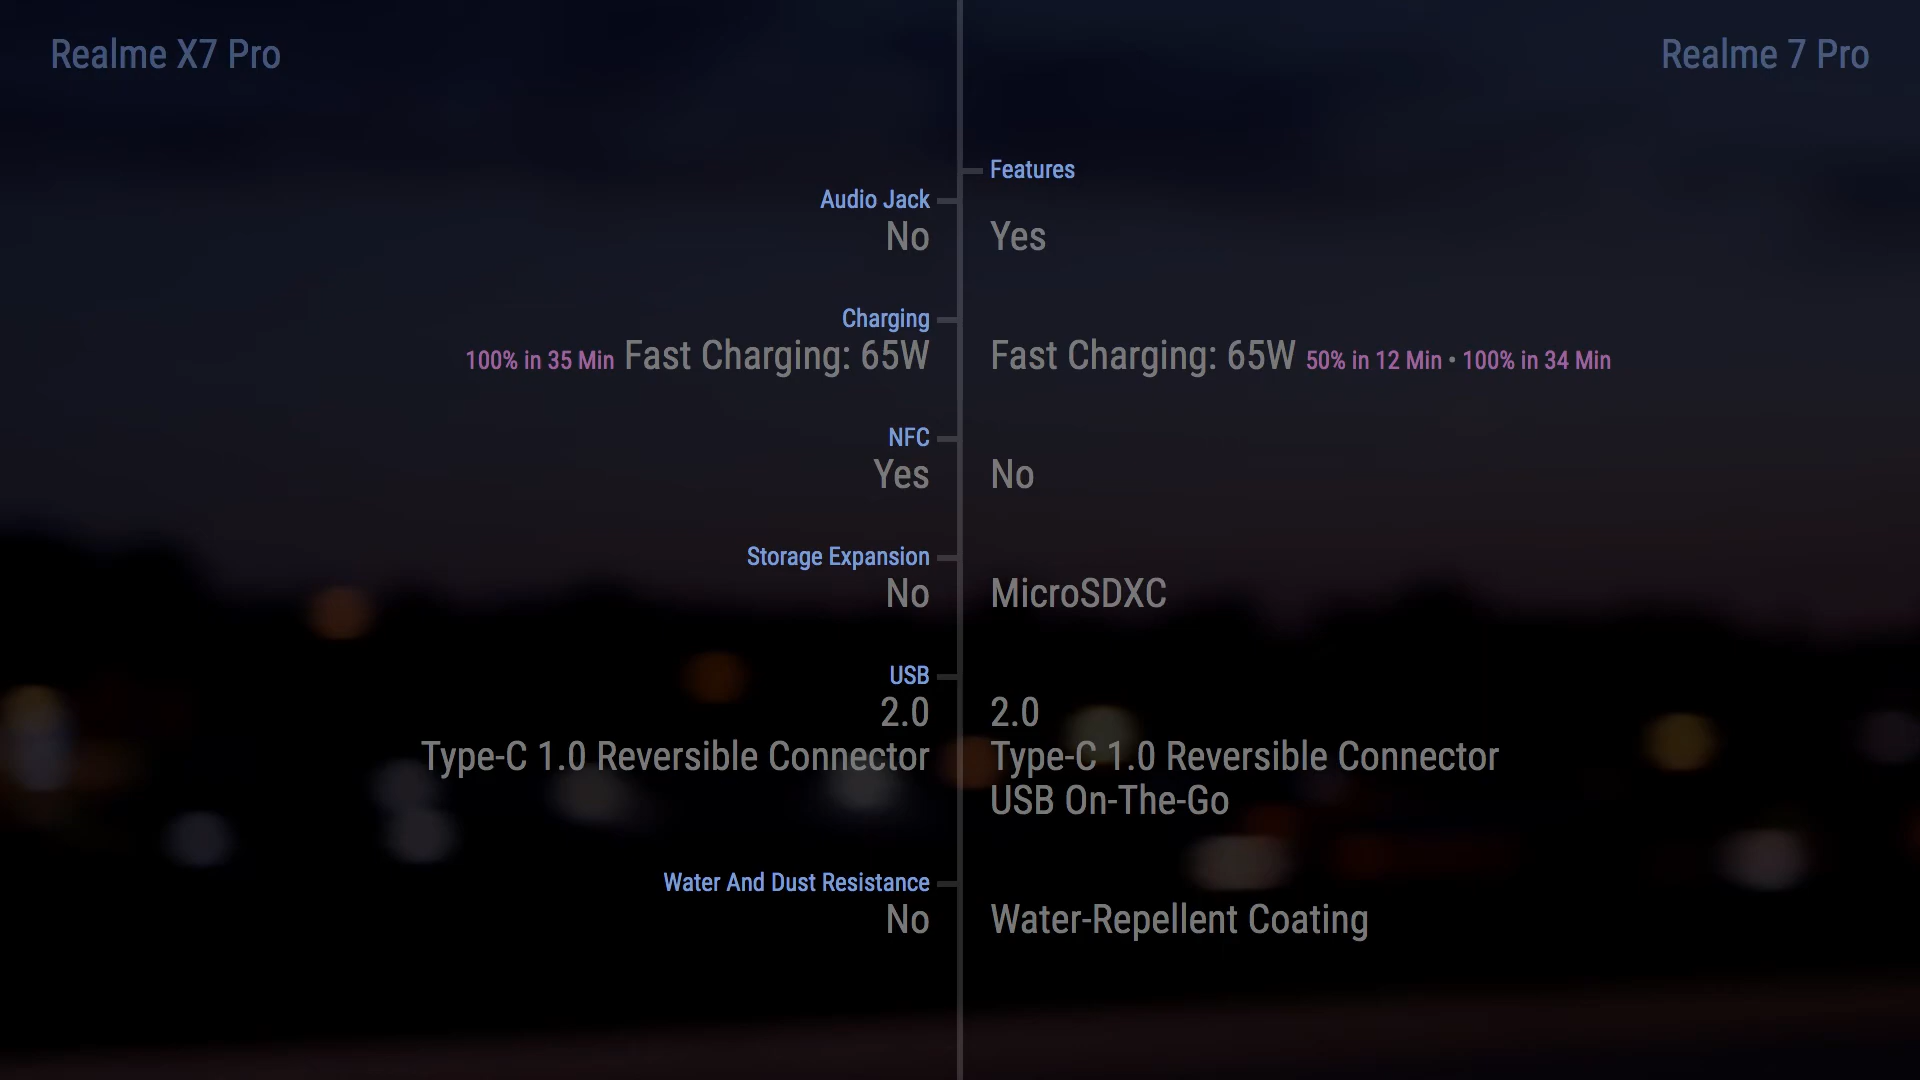 Realme X7 Pro
Realme 7 Pro
Features
Audio Jack
No
Yes
Charging
100% in 35 Min Fast Charging: 65W
Fast Charging: 65W 50% in 12 Min • 100% in 34 Min
NFC
Yes
No
Storage Expansion
No
MicroSDXC
USB
2.0
2.0
Type-C 1.0 Reversible Connector
Type-C 1.0 Reversible Connector
USB On-The-Go
Water And Dust Resistance
No
Water-Repellent Coating